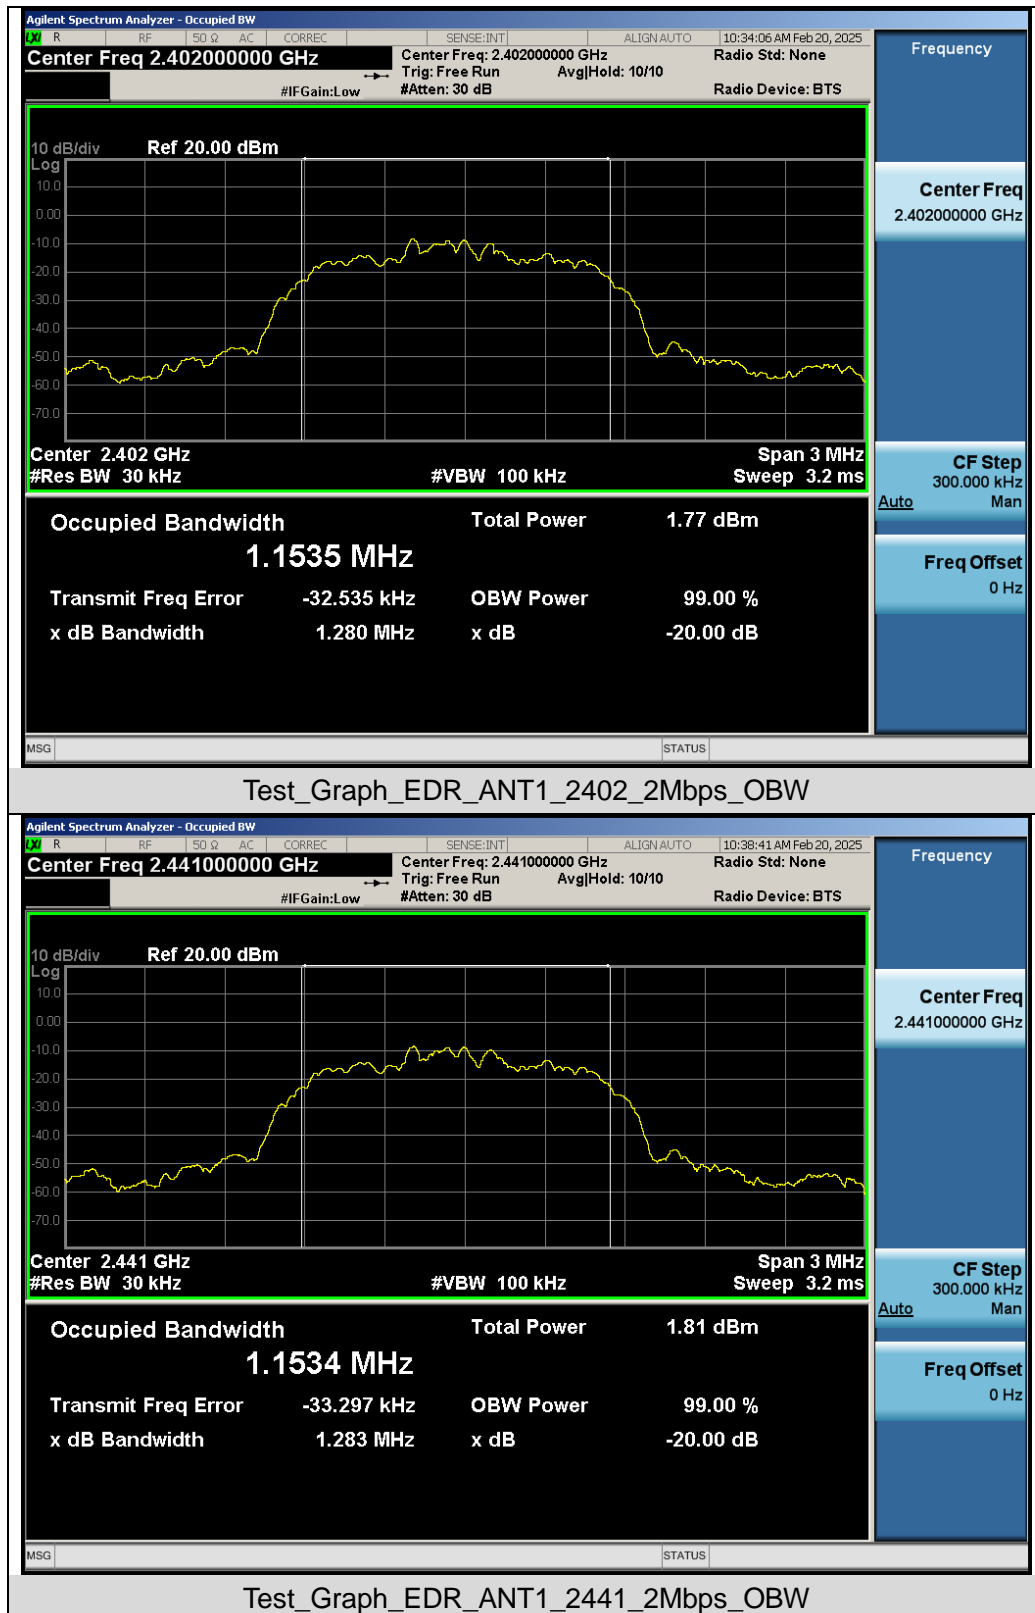 Agilent Spectrum Analyzer - Occupied BW
LXI R RF 50 Ω AC CORREC SENSE:INT ALIGN AUTO 10:34:06 AM Feb 20, 2025
Center Freq 2.402000000 GHz Center Freq: 2.402000000 GHz Radio Std: None
Trig: Free Run Avg|Hold: 10/10
#IFGain:Low #Atten: 30 dB Radio Device: BTS
Frequency
10 dB/div Ref 20.00 dBm
Log
10.0
0.00
-10.0
-20.0
-30.0
-40.0
-50.0
-60.0
-70.0
Center 2.402 GHz Span 3 MHz
#Res BW 30 kHz #VBW 100 kHz Sweep 3.2 ms
Occupied Bandwidth Total Power 1.77 dBm
1.1535 MHz
Transmit Freq Error -32.535 kHz OBW Power 99.00 %
x dB Bandwidth 1.280 MHz x dB -20.00 dB
Center Freq
2.402000000 GHz
CF Step
300.000 kHz
Auto Man
Freq Offset
0 Hz
MSG STATUS
Test_Graph_EDR_ANT1_2402_2Mbps_OBW
Agilent Spectrum Analyzer - Occupied BW
LXI R RF 50 Ω AC CORREC SENSE:INT ALIGN AUTO 10:38:41 AM Feb 20, 2025
Center Freq 2.441000000 GHz Center Freq: 2.441000000 GHz Radio Std: None
Trig: Free Run Avg|Hold: 10/10
#IFGain:Low #Atten: 30 dB Radio Device: BTS
Frequency
10 dB/div Ref 20.00 dBm
Log
10.0
0.00
-10.0
-20.0
-30.0
-40.0
-50.0
-60.0
-70.0
Center 2.441 GHz Span 3 MHz
#Res BW 30 kHz #VBW 100 kHz Sweep 3.2 ms
Occupied Bandwidth Total Power 1.81 dBm
1.1534 MHz
Transmit Freq Error -33.297 kHz OBW Power 99.00 %
x dB Bandwidth 1.283 MHz x dB -20.00 dB
Center Freq
2.441000000 GHz
CF Step
300.000 kHz
Auto Man
Freq Offset
0 Hz
MSG STATUS
Test_Graph_EDR_ANT1_2441_2Mbps_OBW